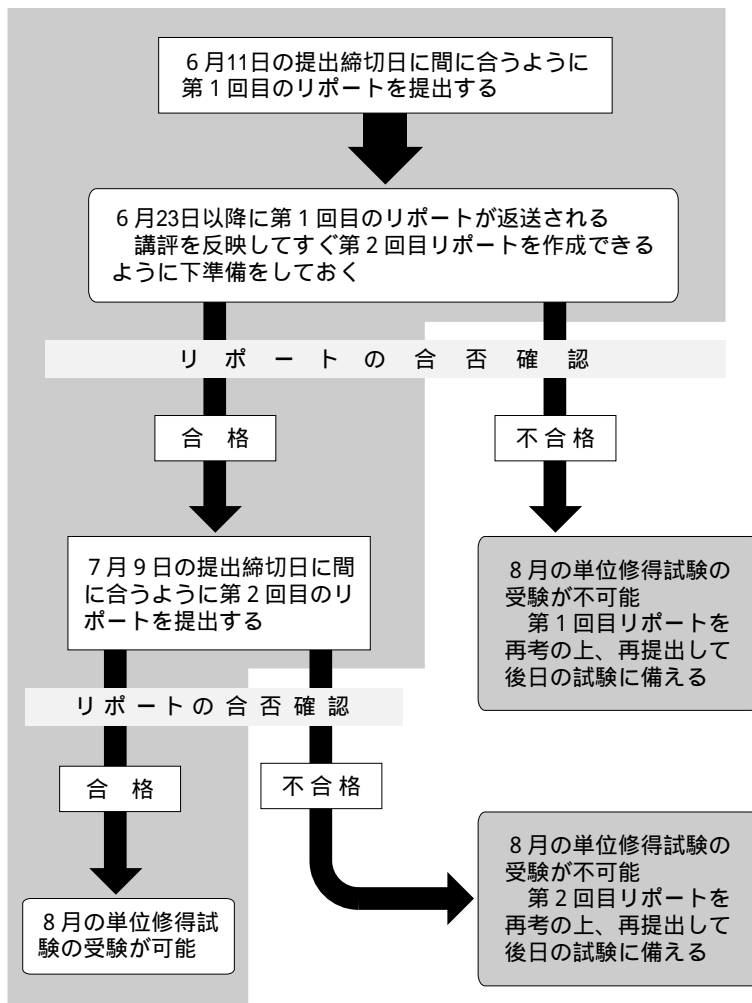 6月11日の提出締切日に間に合うように
第1回目のリポートを提出する
6月23日以降に第1回目のリポートが返送される
講評を反映してすぐ第2回目リポートを作成できる
ように下準備をしておく
リポートの合否確認
合格
不合格
7月9日の提出締切日に間
に合うように第2回目のリ
ポートを提出する
8月の単位修得試験の
受験が不可能
第1回目リポートを
再考の上、再提出して
後日の試験に備える
リポートの合否確認
合格
不合格
8月の単位修得試
験の受験が可能
8月の単位修得試験の
受験が不可能
第2回目リポートを
再考の上、再提出して
後日の試験に備える